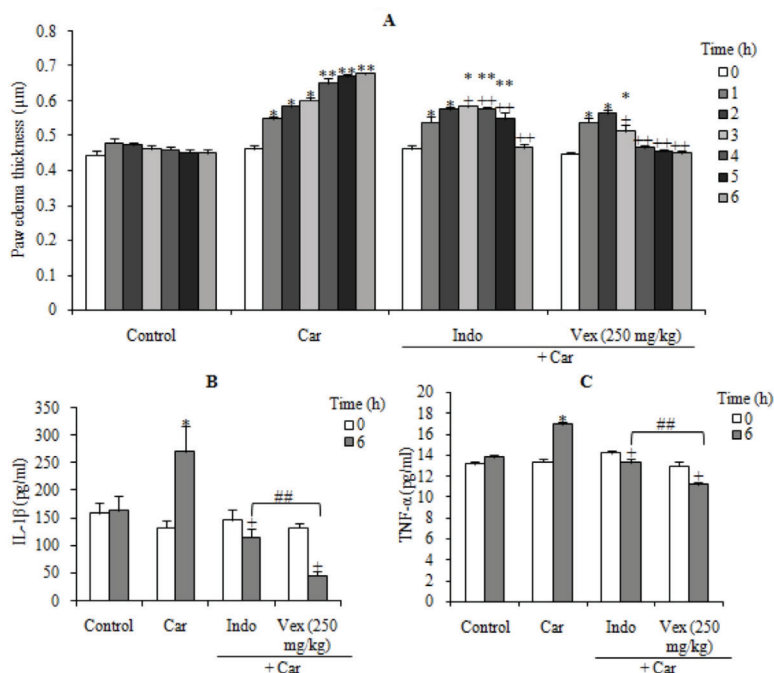 A
Time (h)
0
1
2
3
4
5
6
Paw edema thickness (µm)
0.8
0.7
0.6
0.5
0.4
0.3
0.2
0.1
0
* * * ** ** **
* * * ** **
+ ++ ++ ++
* * *
+ ++ ++ ++
Control Car Indo Vex (250 mg/kg)
+ Car
B
Time (h)
0
6
IL-1β (pg/ml)
350
300
250
200
150
100
50
0
*
##
+
+
Control Car Indo Vex (250
mg/kg)
+ Car
C
Time (h)
0
6
TNF-α (pg/ml)
16
14
12
10
8
6
4
2
0
*
##
+
+
Control Car Indo Vex (250
mg/kg)
+ Car